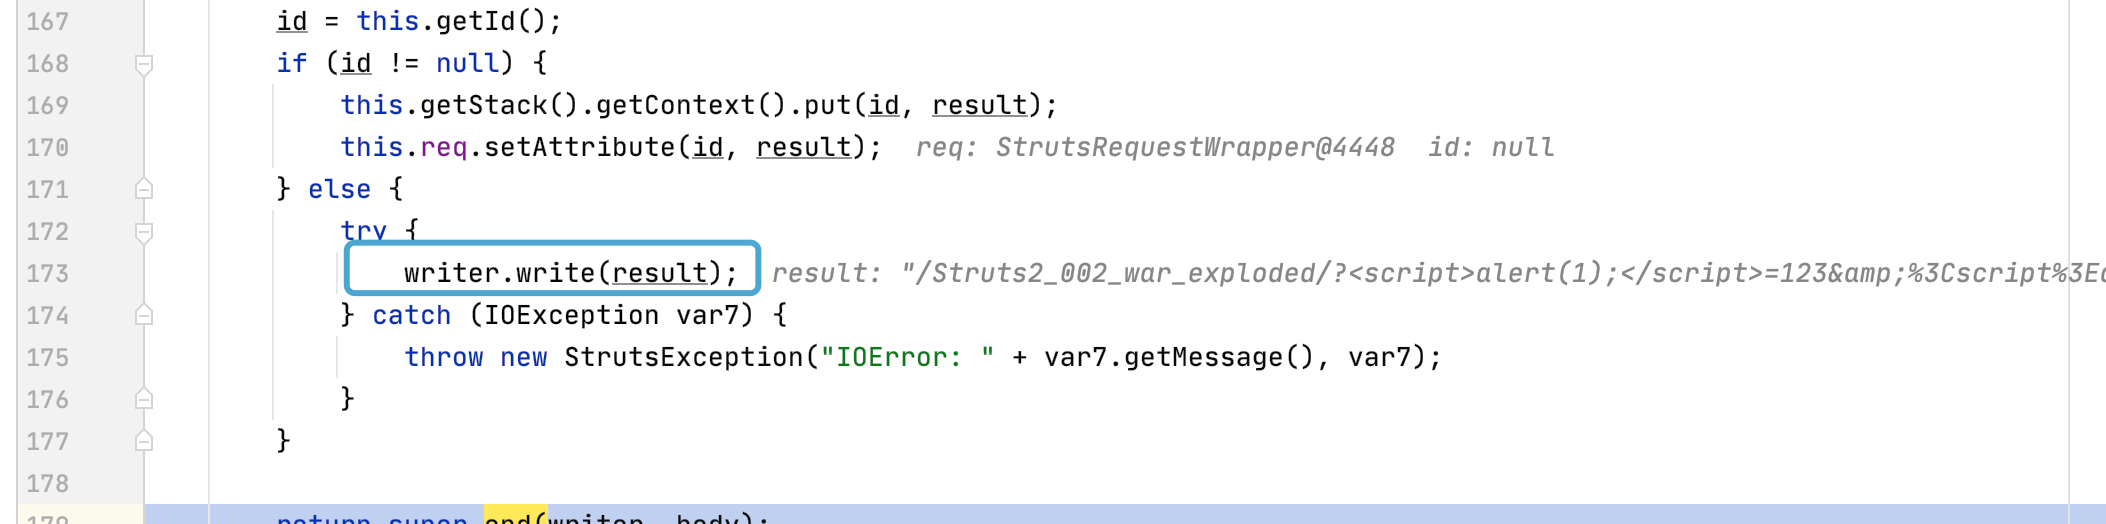 167 id = this.getId();
168 if (id != null) {
169 this.getStack().getContext().put(id, result);
170 this.req.setAttribute(id, result); req: StrutsRequestWrapper@4448 id: null
171 } else {
172 try {
173 writer.write(result); result: "/Struts2_002_war_exploded/?<script>alert(1);</script>=123&amp;%3Cscript%3E
174 } catch (IOException var7) {
175 throw new StrutsException("IOError: " + var7.getMessage(), var7);
176 }
177 }
178
179 return super.end(writer, body);